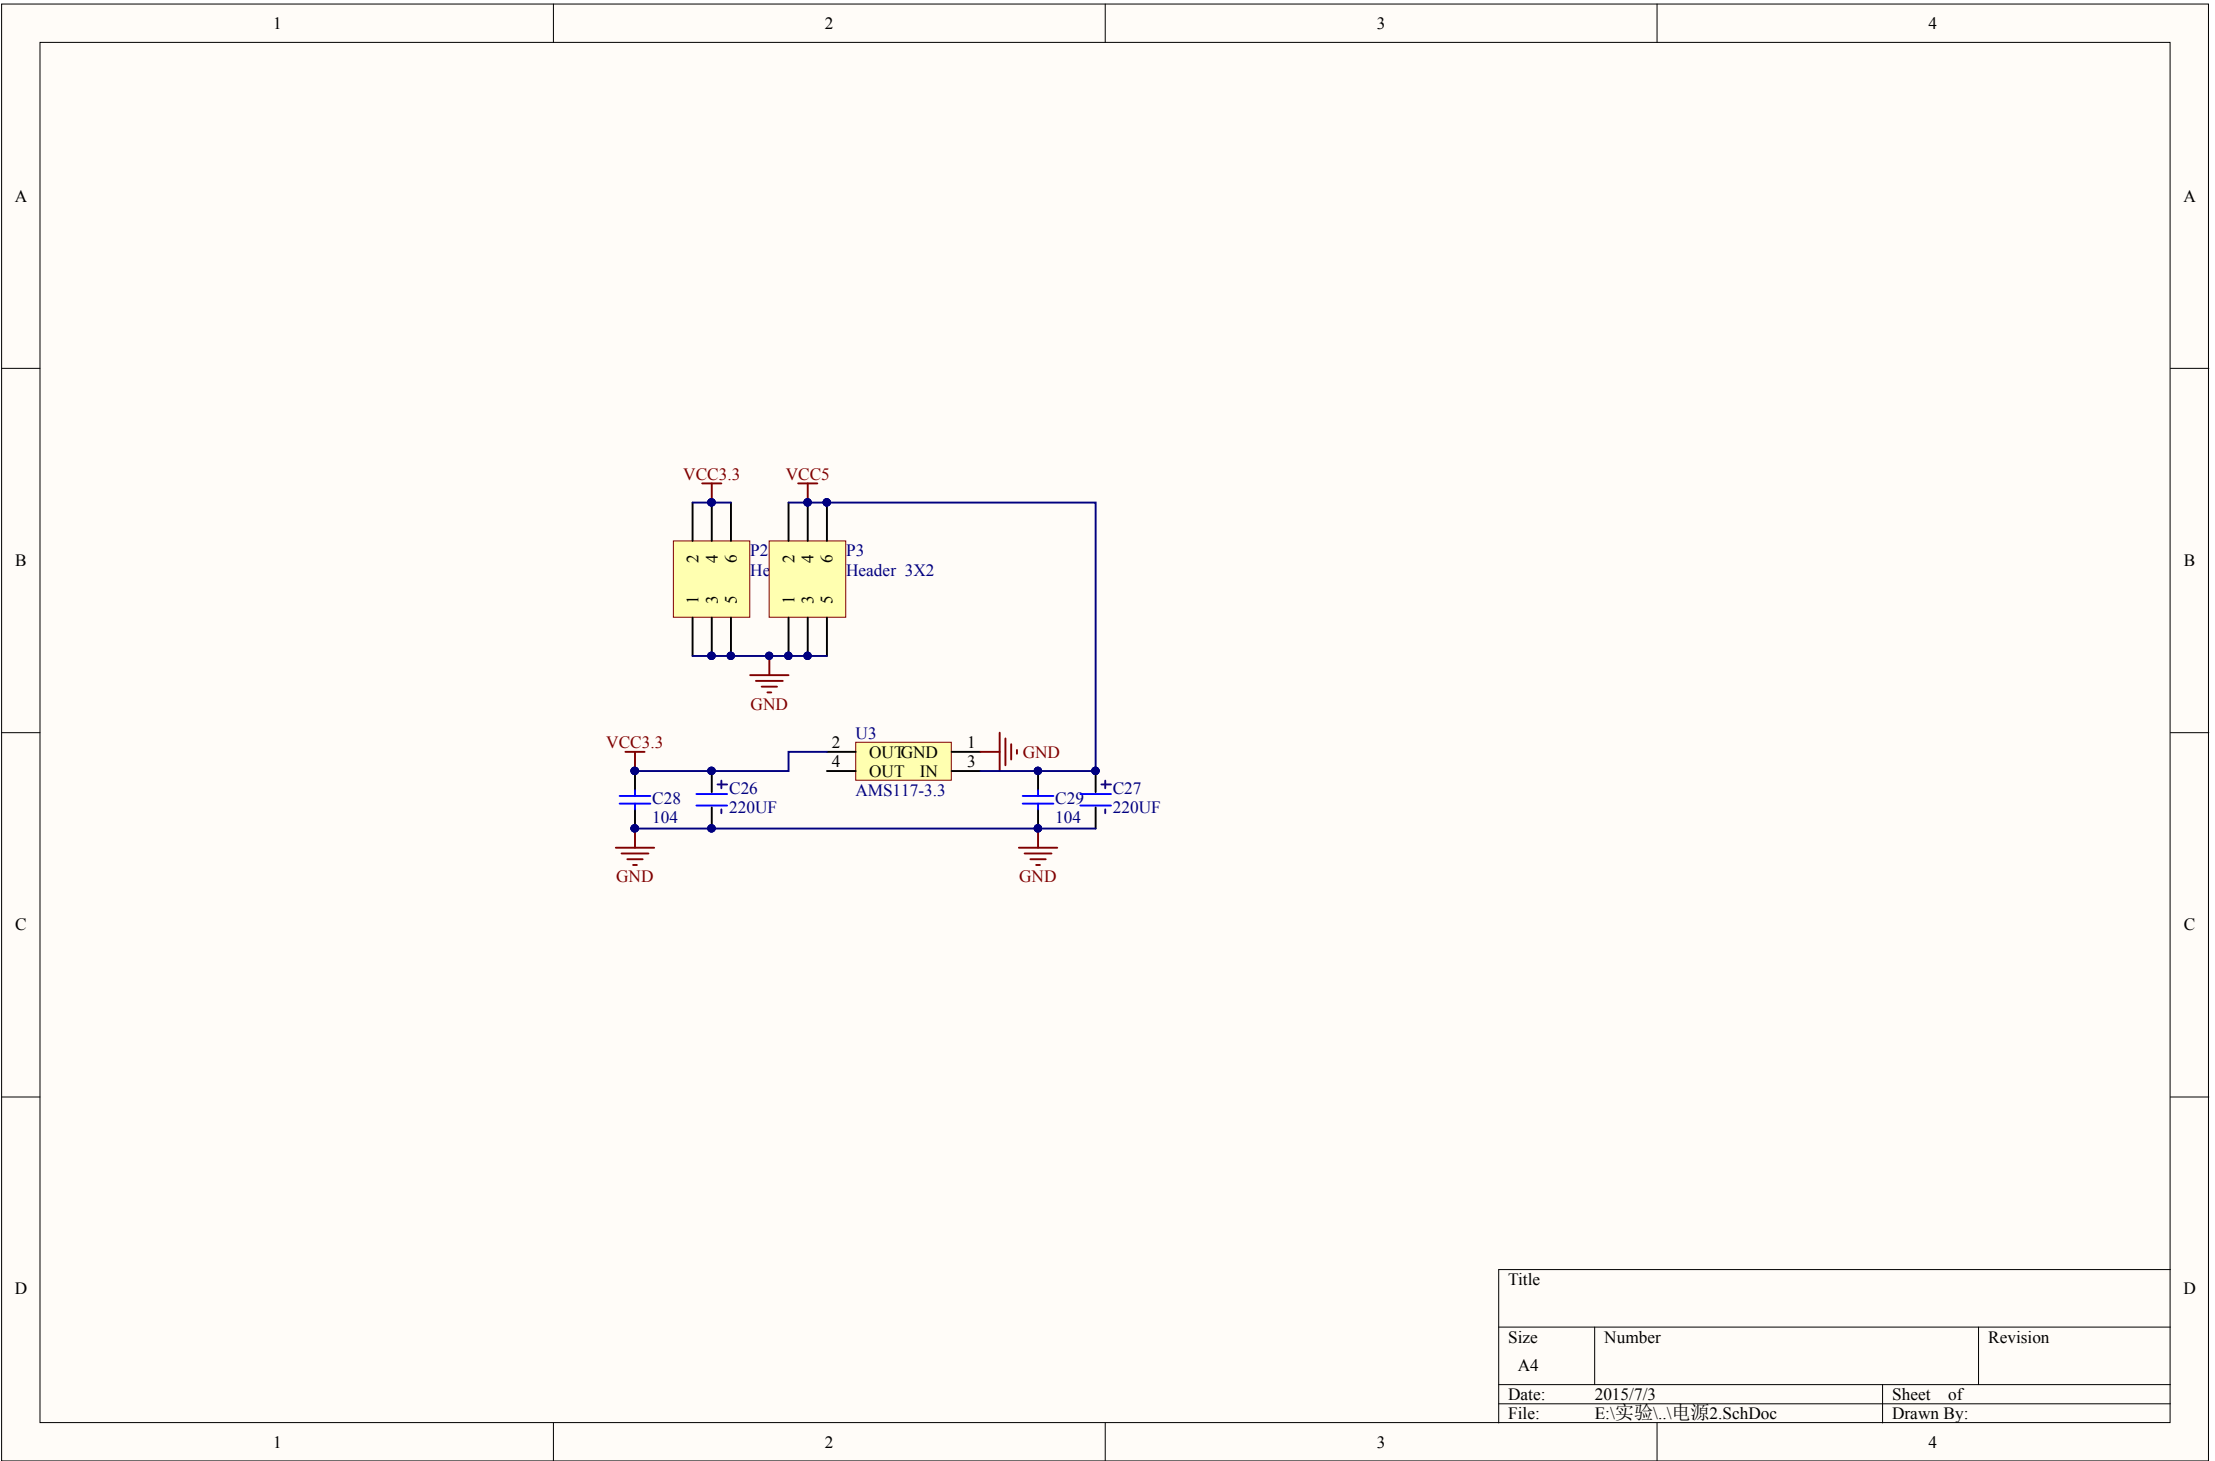 1 2 3 4
A A
VCC3.3 VCC5
2 4 6 P2 2 4 6 P3
B He Header 3X2 B
1 3 5 1 3 5
GND
U3
VCC3.3 2 OUT GND 1 GND
4 OUT IN 3
C28 +C26 AMS117-3.3 C29 +C27
104 220UF 104 220UF
GND GND
C C
D D
Title
Size Number Revision
A4
Date: 2015/7/3 Sheet of
File: E:\实验\..\电源2.SchDoc Drawn By:
1 2 3 4